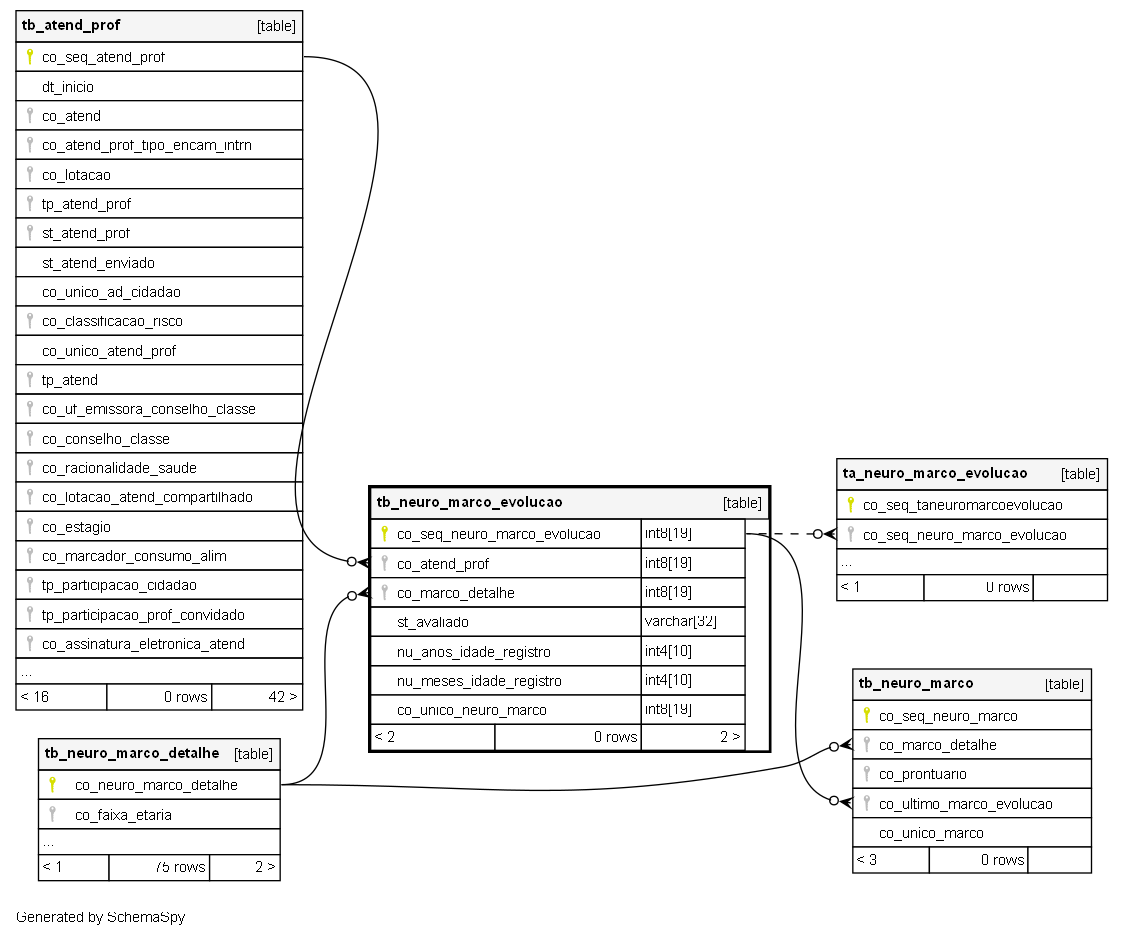 tb_atend_prof [table]
co_seq_atend_prof
dt_inicio
co_atend
co_atend_prof_tipo_encam_intrn
co_lotacao
tp_atend_prof
st_atend_prof
st_atend_enviado
co_unico_ad_cidadao
co_classificacao_risco
co_unico_atend_prof
tp_atend
co_uf_emissora_conselho_classe
co_conselho_classe
co_racionalidade_saude
co_lotacao_atend_compartilhado
co_estagio
co_marcador_consumo_alim
tp_participacao_cidadao
tp_participacao_prof_convidado
co_assinatura_eletronica_atend
...
< 16 0 rows 42 >
tb_neuro_marco_detalhe [table]
co_neuro_marco_detalhe
co_faixa_etaria
...
< 1 75 rows 2 >
tb_neuro_marco_evolucao [table]
co_seq_neuro_marco_evolucao int8[19]
co_atend_prof int8[19]
co_marco_detalhe int8[19]
st_avaliado varchar[32]
nu_anos_idade_registro int4[10]
nu_meses_idade_registro int4[10]
co_unico_neuro_marco int8[19]
< 2 0 rows 2 >
ta_neuro_marco_evolucao [table]
co_seq_taneuromarcoevolucao
co_seq_neuro_marco_evolucao
...
< 1 0 rows
tb_neuro_marco [table]
co_seq_neuro_marco
co_marco_detalhe
co_prontuario
co_ultimo_marco_evolucao
co_unico_marco
< 3 0 rows
Generated by SchemaSpy